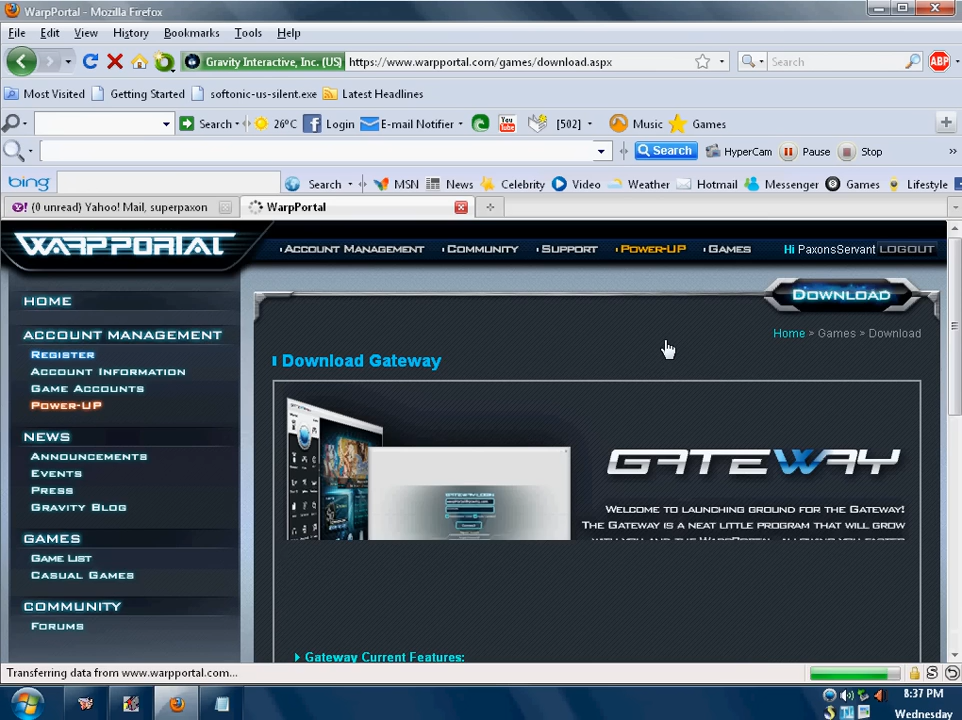 WarpPortal - Mozilla Firefox
File Edit View History Bookmarks Tools Help
Gravity Interactive, Inc. (US) https://www.warpportal.com/games/download.aspx Search ABP
Most Visited Getting Started softonic-us-silent.exe Latest Headlines
Search 26°C Login E-mail Notifier You Tube [502] Music Games
Search HyperCam Pause Stop »
bing Search MSN News Celebrity Video Weather Hotmail Messenger Games Lifestyle
Y! (0 unread) Yahoo! Mail, superpaxon WarpPortal
WARPPORTAL Account Management Community Support Power-Up Games Hi PaxonsServant LOGOUT
Download
Home > Games > Download
Home
Account Management
Register
Account Information
Game Accounts
Power-Up
News
Announcements
Events
Press
Gravity Blog
Games
Game List
Casual Games
Community
Forums
Download Gateway
GATEWAY
Welcome to launching ground for the Gateway!
The Gateway is a neat little program that will grow
Gateway Current Features:
Transferring data from www.warpportal.com...
8:37 PM
Wednesday